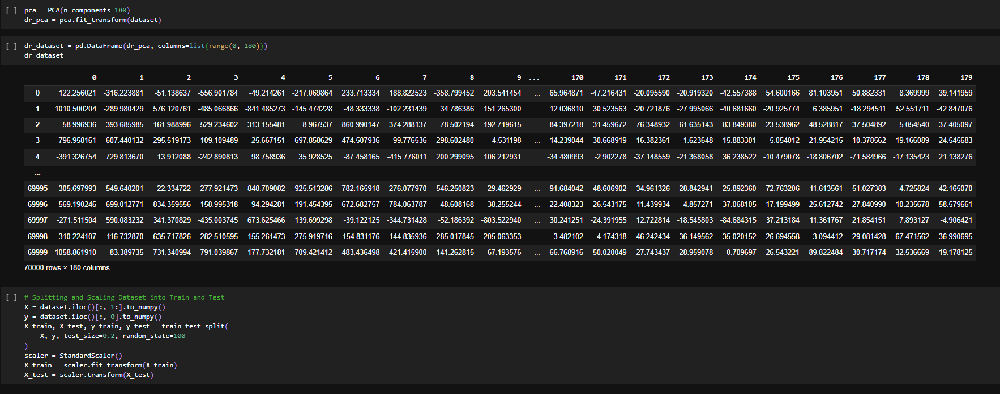 [ ] pca = PCA(n_components=180)
dr_pca = pca.fit_transform(dataset)
[ ] dr_dataset = pd.DataFrame(dr_pca, columns=list(range(0, 180)))
dr_dataset
0 1 2 3 4 5 6 7 8 9 ... 170 171 172 173 174 175 176 177 178 179
0 122.256021 -316.223881 -51.138637 -556.901784 -49.214261 -217.069864 233.713334 188.822523 -358.799452 203.541454 ... 65.964871 -47.216431 -20.095590 -20.919320 -42.557388 54.600166 81.103951 50.882331 8.369999 39.141959
1 1010.500204 -289.980429 576.120761 -485.066866 -841.485273 -145.474228 -48.333338 -102.231439 34.786386 151.265300 ... 12.036810 30.523563 -20.721876 -27.995066 -40.681660 -20.925774 6.385951 -18.294511 52.551711 -42.847076
2 -58.996936 393.685985 -161.988996 529.234602 -313.155481 8.967537 -860.990147 374.288137 -78.502194 -192.719615 ... -84.397218 -31.459672 -76.348932 -61.635143 83.849380 -23.538962 -48.528817 37.504892 5.054540 37.405097
3 -796.958161 -607.440132 295.519173 109.109489 25.667151 697.858629 -474.507936 -99.776536 298.602480 4.531198 ... -14.239044 -30.668919 16.382361 1.623648 -15.883301 5.054012 -21.954215 10.378562 19.166089 -24.545683
4 -391.326754 729.813670 13.912088 -242.890813 98.758936 35.928525 -87.458165 -415.776011 200.299095 106.212931 ... -34.480993 -2.902278 -37.148559 -21.368058 36.238522 -10.479078 -18.806702 -71.584966 -17.135423 21.138276
... ... ... ... ... ... ... ... ... ... ... ... ... ... ... ... ... ... ... ... ... ...
69995 305.697993 -549.640201 -22.334722 277.921473 848.709082 925.513286 782.165918 276.077970 -546.250823 -29.462929 ... 91.684042 48.606902 -34.961326 -28.842941 -25.892360 -72.763206 11.613561 -51.027383 -4.725824 42.165070
69996 569.190246 -699.012771 -834.359556 -158.995318 94.294281 -191.454395 672.682757 784.063787 -48.608168 -38.255244 ... 22.408323 -26.543175 11.439934 4.857271 -37.068105 17.199499 25.612742 27.840990 10.235678 -58.579661
69997 -271.511504 590.083232 341.370829 -435.003745 673.625466 139.699298 -39.122125 -344.731428 -52.186392 -803.522940 ... 30.241251 -24.391955 12.722814 -18.545803 -84.684315 37.213184 11.361767 21.854151 7.893127 -4.906421
69998 -310.224107 -116.732870 635.717826 -282.510595 -155.261473 -275.919716 154.831176 144.835936 285.017845 -205.063353 ... 3.482102 4.174318 46.242434 -36.149562 -35.020152 -26.694558 3.094412 29.081428 67.471562 -36.990695
69999 1058.861910 -83.389735 731.340994 791.039867 177.732181 -709.421412 483.436498 -421.415900 141.262815 67.193576 ... -66.768916 -50.020049 -27.743437 28.959078 -0.709697 26.543221 -89.822484 -30.717174 32.536669 -19.178125
70000 rows × 180 columns
[ ] # Splitting and Scaling Dataset into Train and Test
X = dataset.iloc()[:, 1:].to_numpy()
y = dataset.iloc()[:, 0].to_numpy()
X_train, X_test, y_train, y_test = train_test_split(
X, y, test_size=0.2, random_state=100
)
scaler = StandardScaler()
X_train = scaler.fit_transform(X_train)
X_test = scaler.transform(X_test)